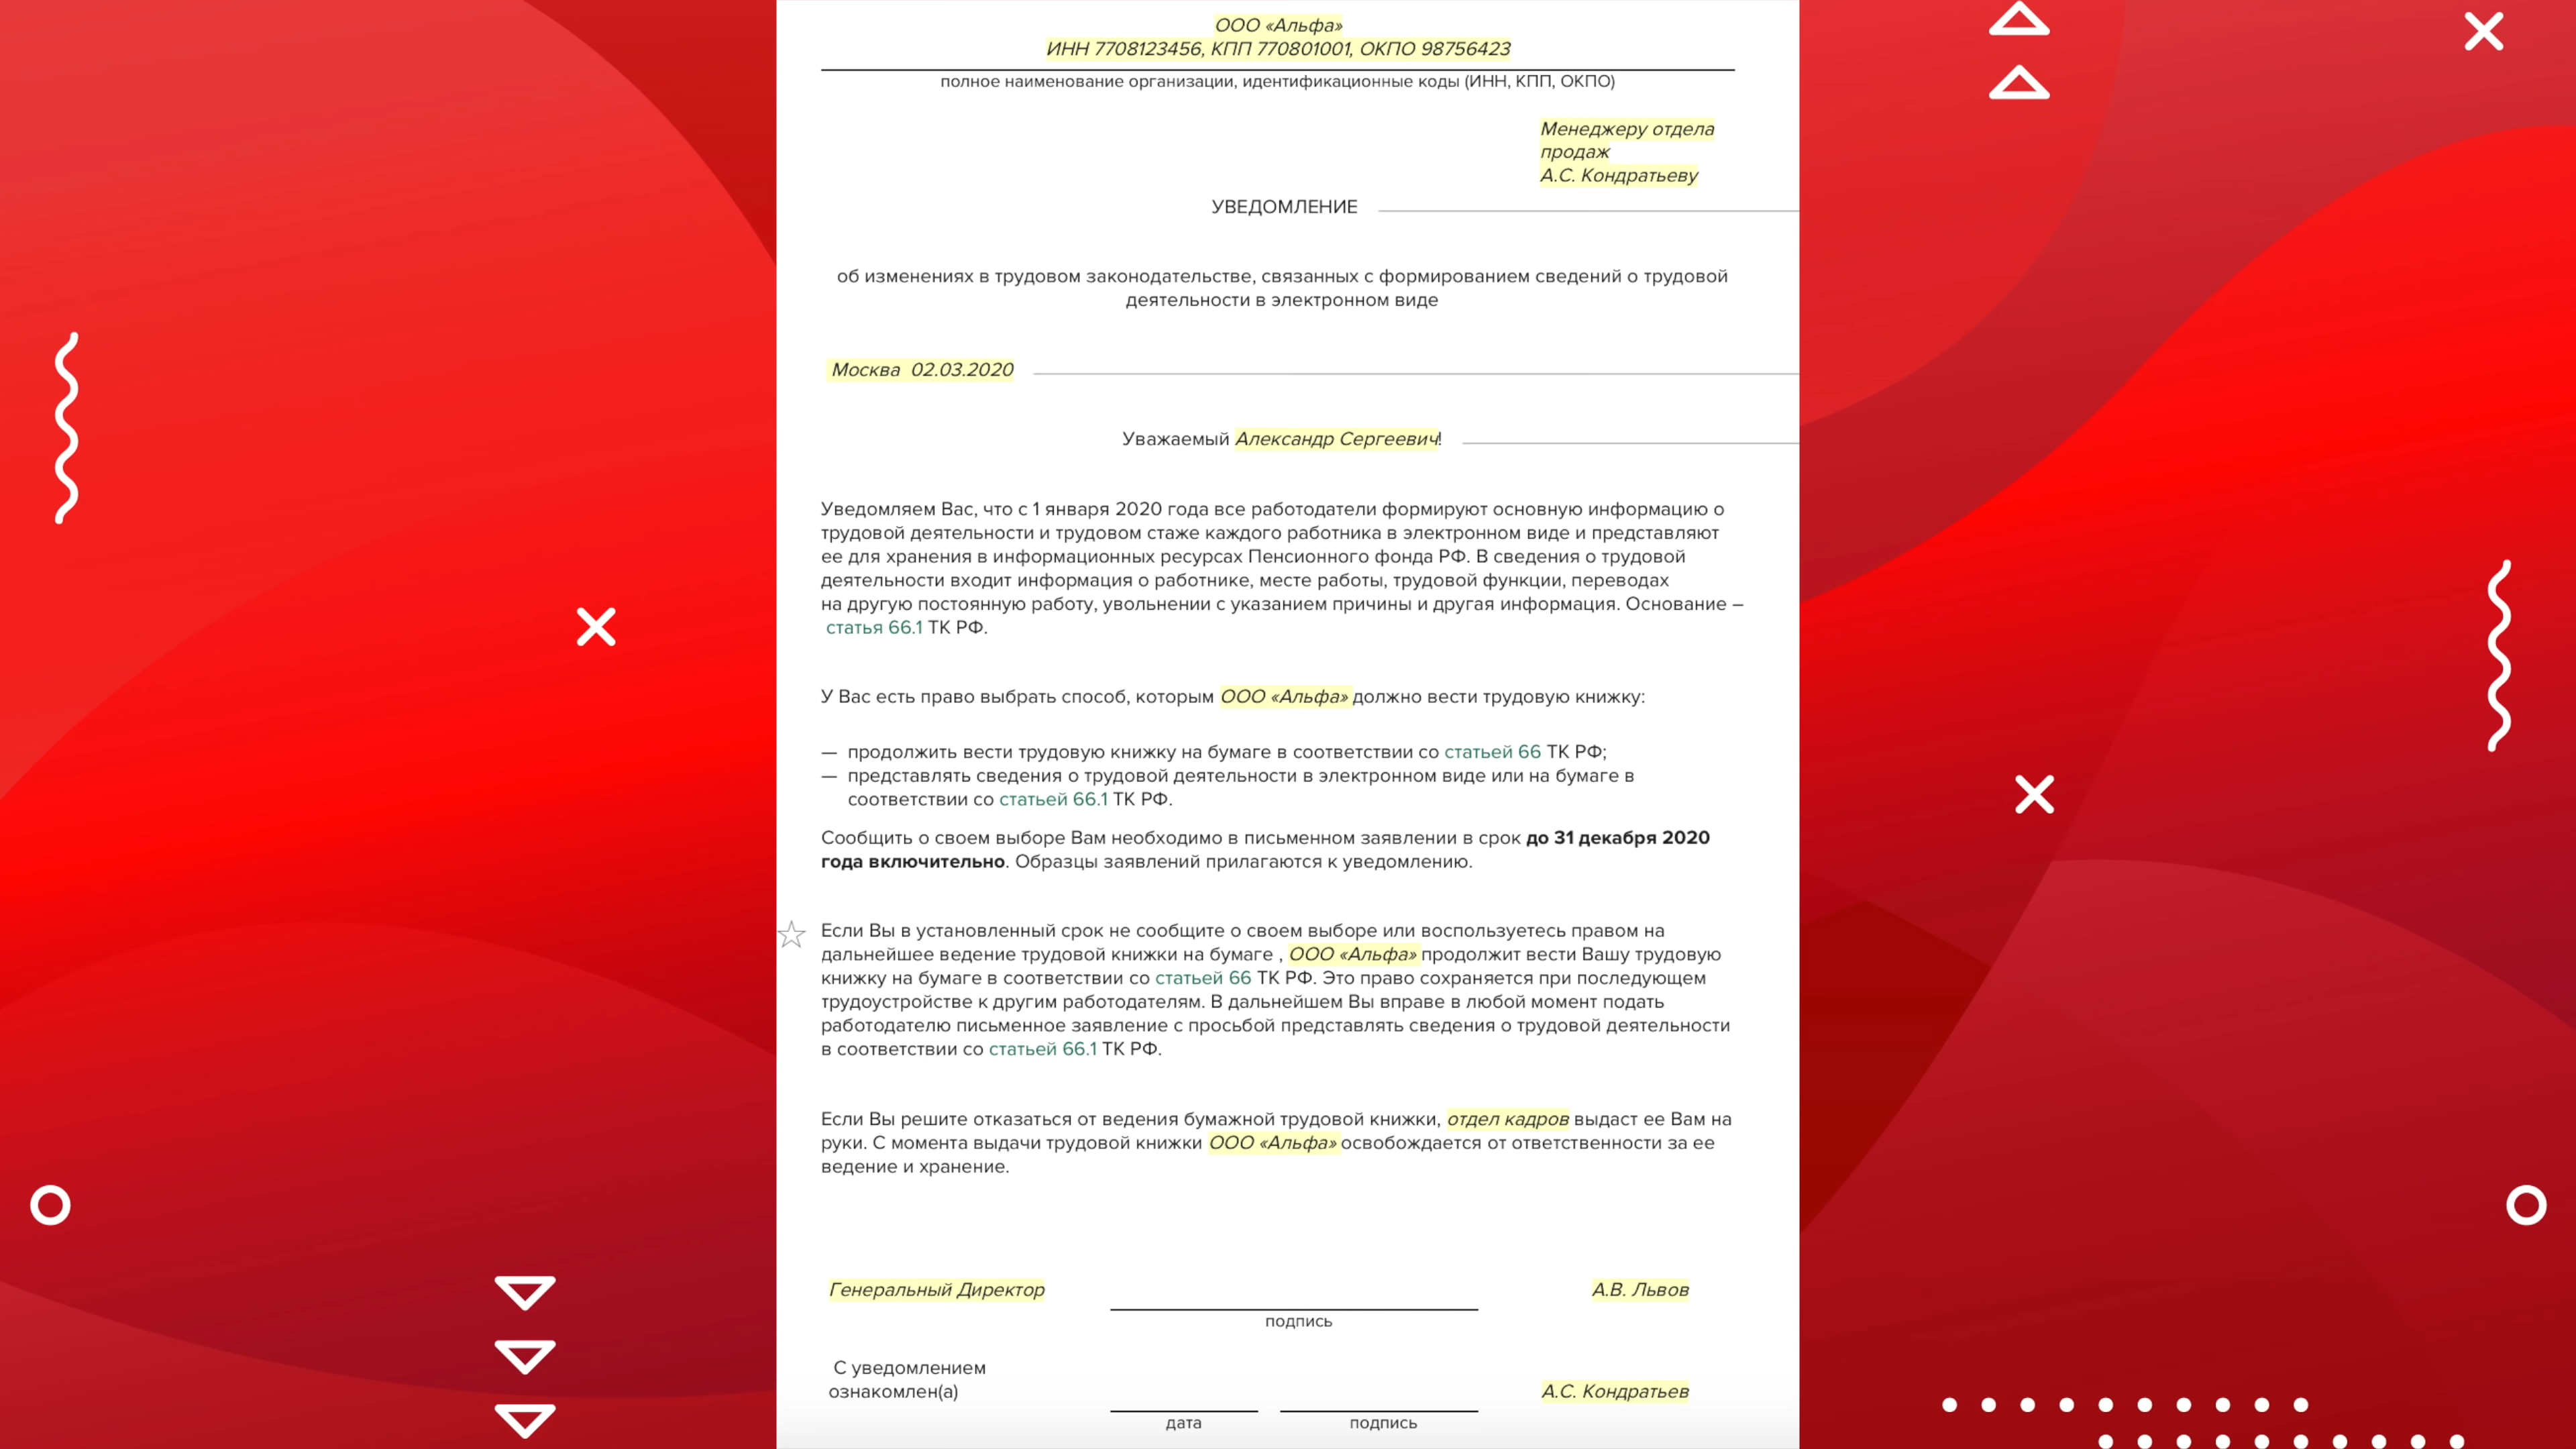 ООО «Альфа»
ИНН 7708123456, КПП 770801001, ОКПО 98756423
полное наименование организации, идентификационные коды (ИНН, КПП, ОКПО)
Менеджеру отдела
продаж
А.С. Кондратьеву
УВЕДОМЛЕНИЕ
об изменениях в трудовом законодательстве, связанных с формированием сведений о трудовой
деятельности в электронном виде
Москва 02.03.2020
Уважаемый Александр Сергеевич!
Уведомляем Вас, что с 1 января 2020 года все работодатели формируют основную информацию о
трудовой деятельности и трудовом стаже каждого работника в электронном виде и представляют
ее для хранения в информационных ресурсах Пенсионного фонда РФ. В сведения о трудовой
деятельности входит информация о работнике, месте работы, трудовой функции, переводах
на другую постоянную работу, увольнении с указанием причины и другая информация. Основание –
статья 66.1 ТК РФ.
У Вас есть право выбрать способ, которым ООО «Альфа» должно вести трудовую книжку:
— продолжить вести трудовую книжку на бумаге в соответствии со статьей 66 ТК РФ;
— представлять сведения о трудовой деятельности в электронном виде или на бумаге в
соответствии со статьей 66.1 ТК РФ.
Сообщить о своем выборе Вам необходимо в письменном заявлении в срок до 31 декабря 2020
года включительно. Образцы заявлений прилагаются к уведомлению.
Если Вы в установленный срок не сообщите о своем выборе или воспользуетесь правом на
дальнейшее ведение трудовой книжки на бумаге , ООО «Альфа» продолжит вести Вашу трудовую
книжку на бумаге в соответствии со статьей 66 ТК РФ. Это право сохраняется при последующем
трудоустройстве к другим работодателям. В дальнейшем Вы вправе в любой момент подать
работодателю письменное заявление с просьбой представлять сведения о трудовой деятельности
в соответствии со статьей 66.1 ТК РФ.
Если Вы решите отказаться от ведения бумажной трудовой книжки, отдел кадров выдаст ее Вам на
руки. С момента выдачи трудовой книжки ООО «Альфа» освобождается от ответственности за ее
ведение и хранение.
Генеральный Директор А.В. Львов
подпись
С уведомлением
ознакомлен(а) А.С. Кондратьев
дата подпись